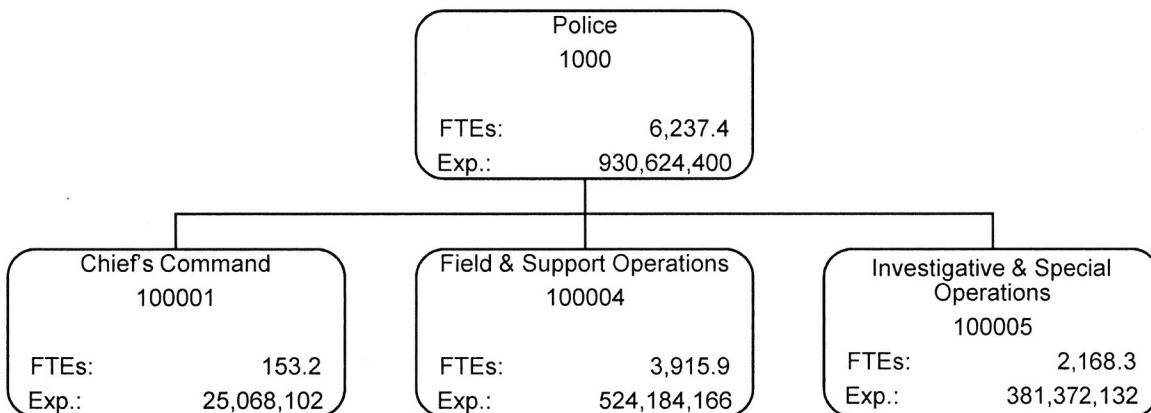 Police
1000
FTEs: 6,237.4
Exp.: 930,624,400
Chief's Command
100001
FTEs: 153.2
Exp.: 25,068,102
Field & Support Operations
100004
FTEs: 3,915.9
Exp.: 524,184,166
Investigative & Special
Operations
100005
FTEs: 2,168.3
Exp.: 381,372,132